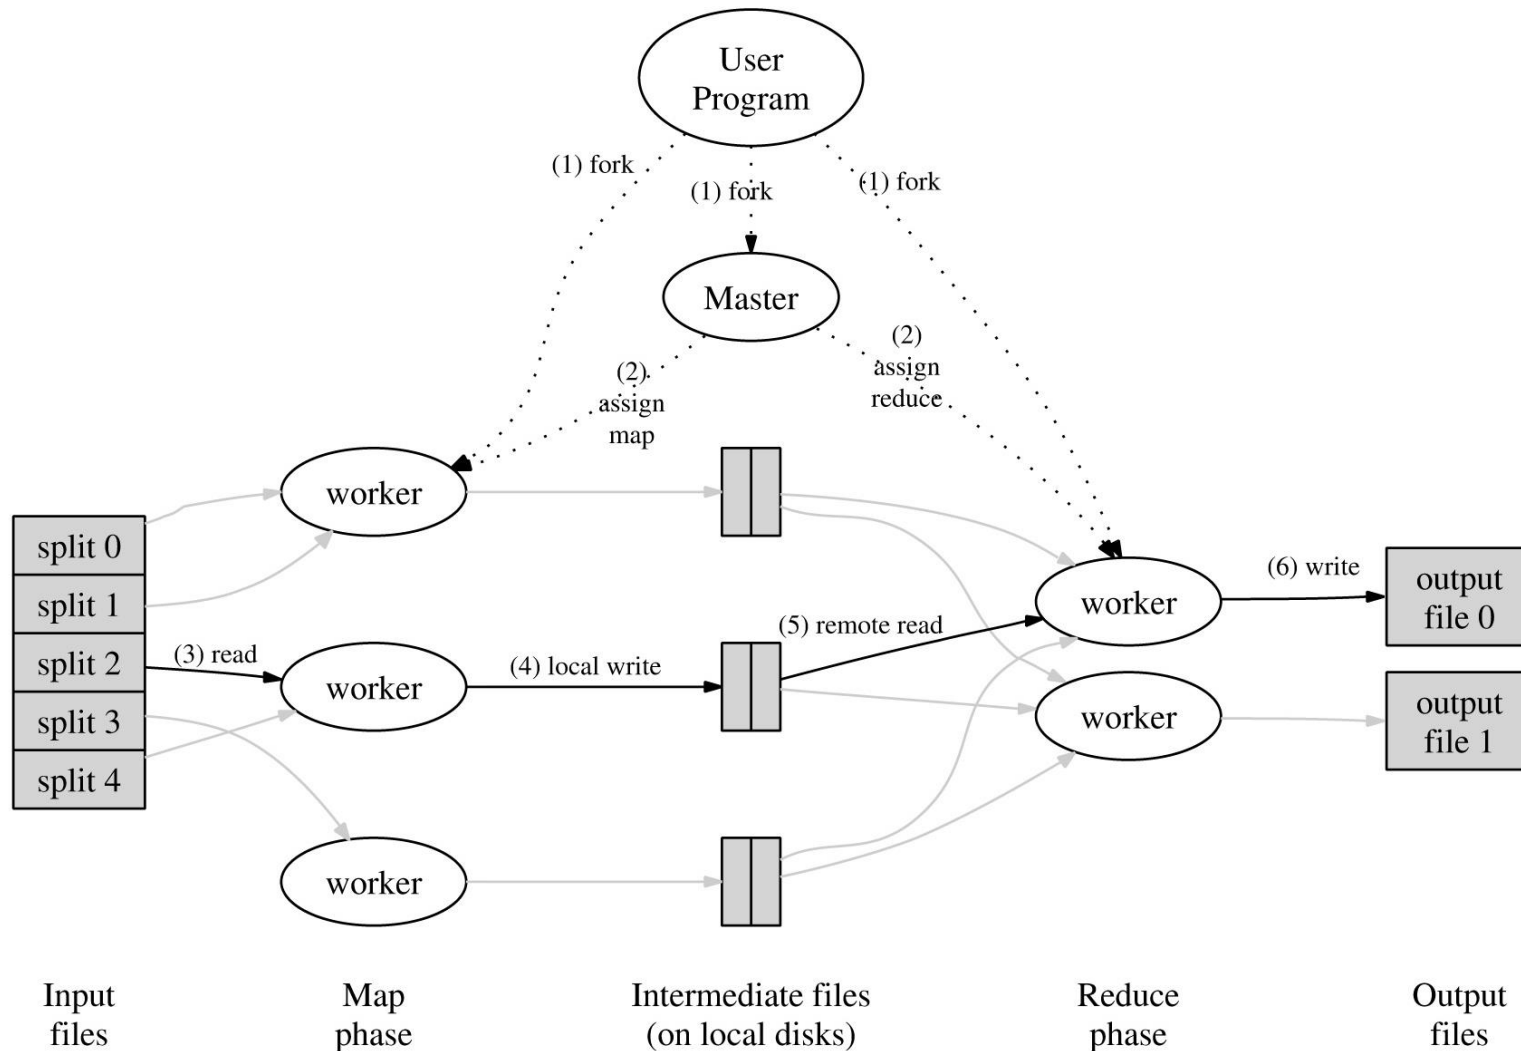 User
Program
(1) fork
(1) fork
(1) fork
Master
(2)
assign
map
(2)
assign
reduce
split 0
split 1
split 2
split 3
split 4
(3) read
worker
worker
worker
(4) local write
(5) remote read
worker
worker
(6) write
output
file 0
output
file 1
Input
files
Map
phase
Intermediate files
(on local disks)
Reduce
phase
Output
files